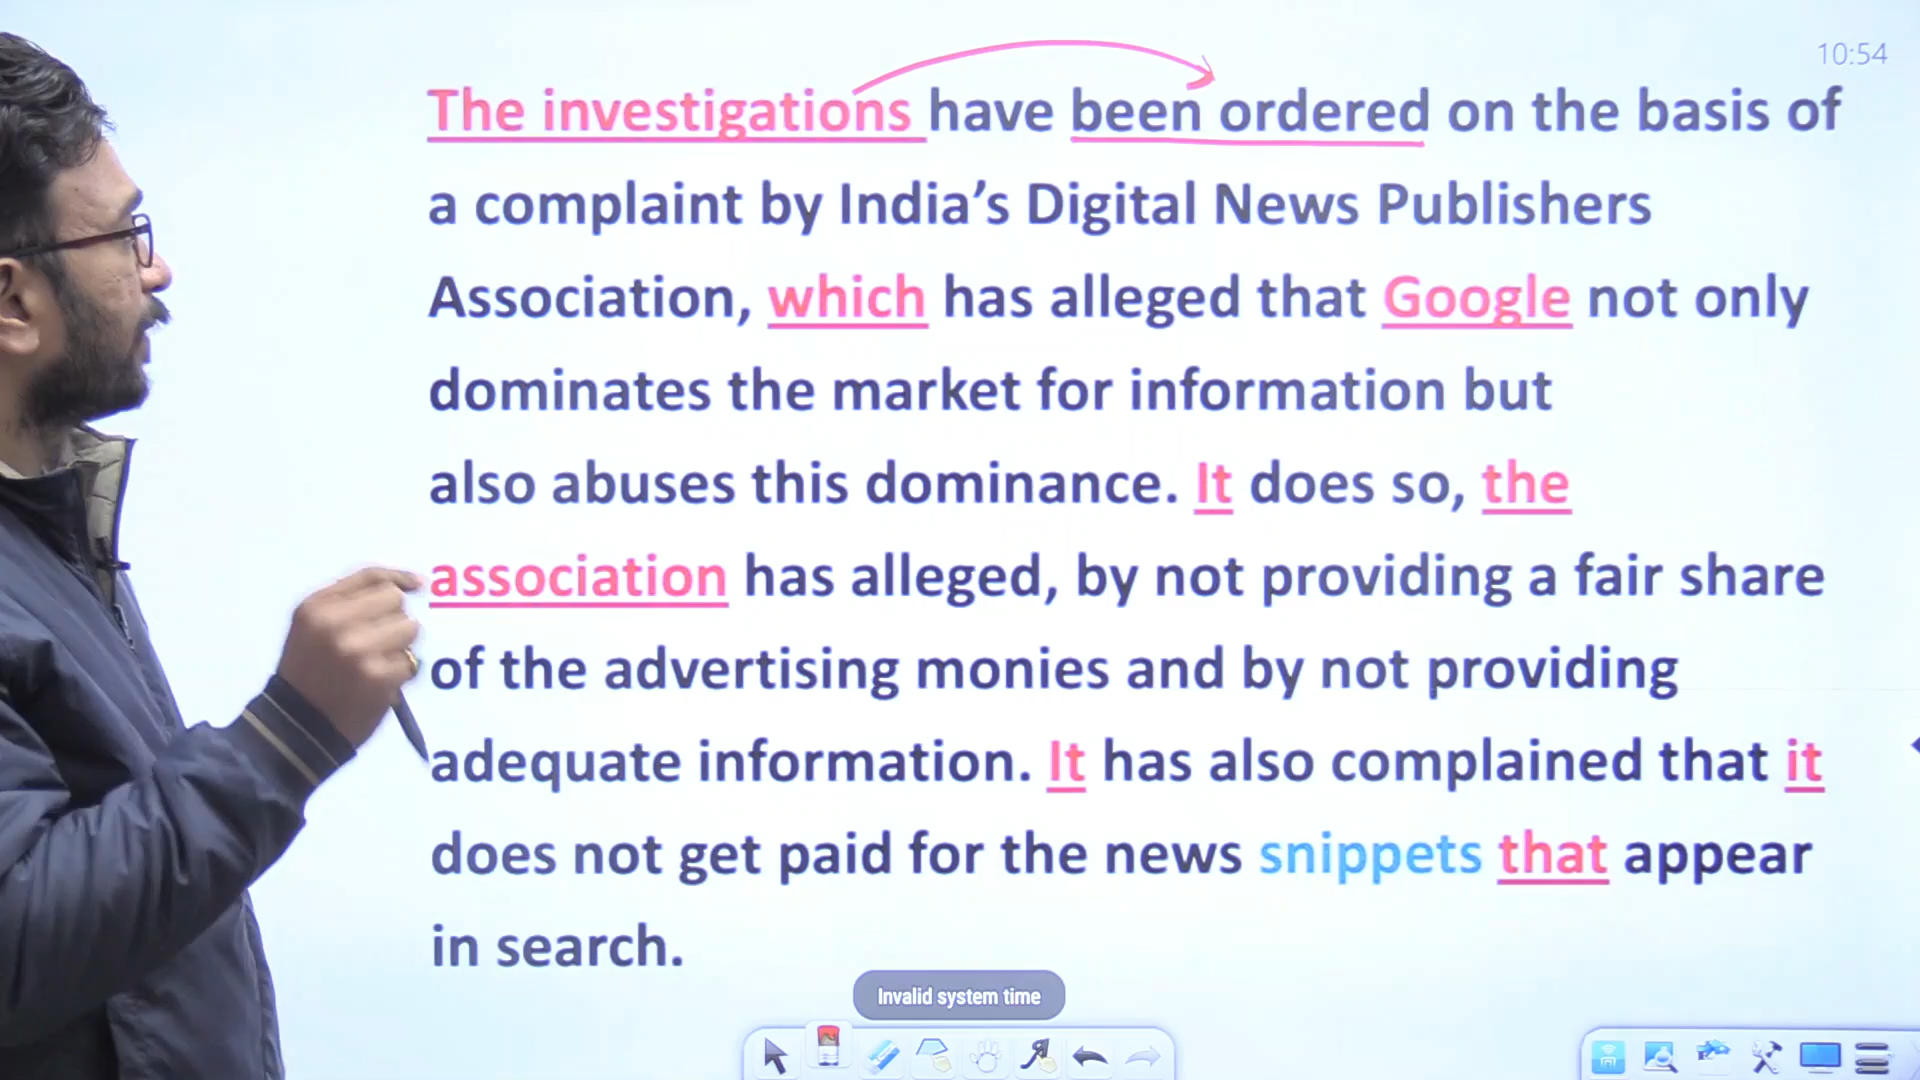 10:54
The investigations have been ordered on the basis of
a complaint by India’s Digital News Publishers
Association, which has alleged that Google not only
dominates the market for information but
also abuses this dominance. It does so, the
association has alleged, by not providing a fair share
of the advertising monies and by not providing
adequate information. It has also complained that it
does not get paid for the news snippets that appear
in search.
Invalid system time